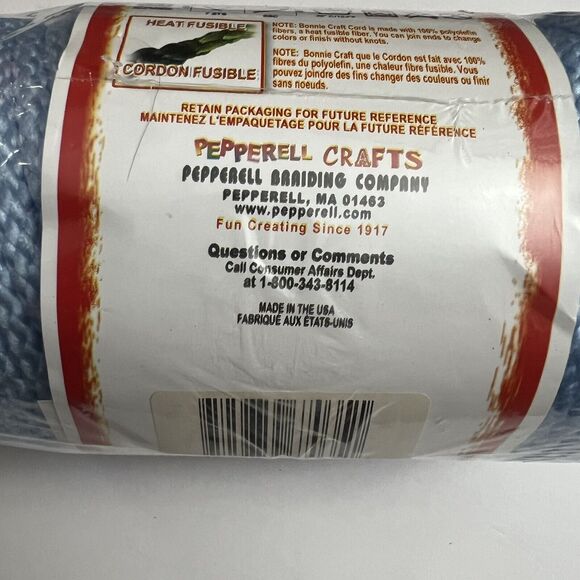 HEAT FUSIBLE
CORDON FUSIBLE
NOTE: Bonnie Craft Cord is made with 100% polyolefin
fibers, a heat fusible fiber. You can join ends to change
colors or finish without knots.
NOTE: Bonnie Craft que le Cordon est fait avec 100%
fibres du polyolefin, une chaleur fibre fusible. Vous
pouvez joindre des fins changer des couleurs ou finir
sans noeuds.
RETAIN PACKAGING FOR FUTURE REFERENCE
MAINTENEZ L'EMPAQUETAGE POUR LA FUTURE RÉFÉRENCE
PEPPERELL CRAFTS
PEPPERELL BRAIDING COMPANY
PEPPERELL, MA 01463
www.pepperell.com
Fun Creating Since 1917
Questions or Comments
Call Consumer Affairs Dept.
at 1-800-343-8114
MADE IN THE USA
FABRIQUÉ AUX ÉTATS-UNIS